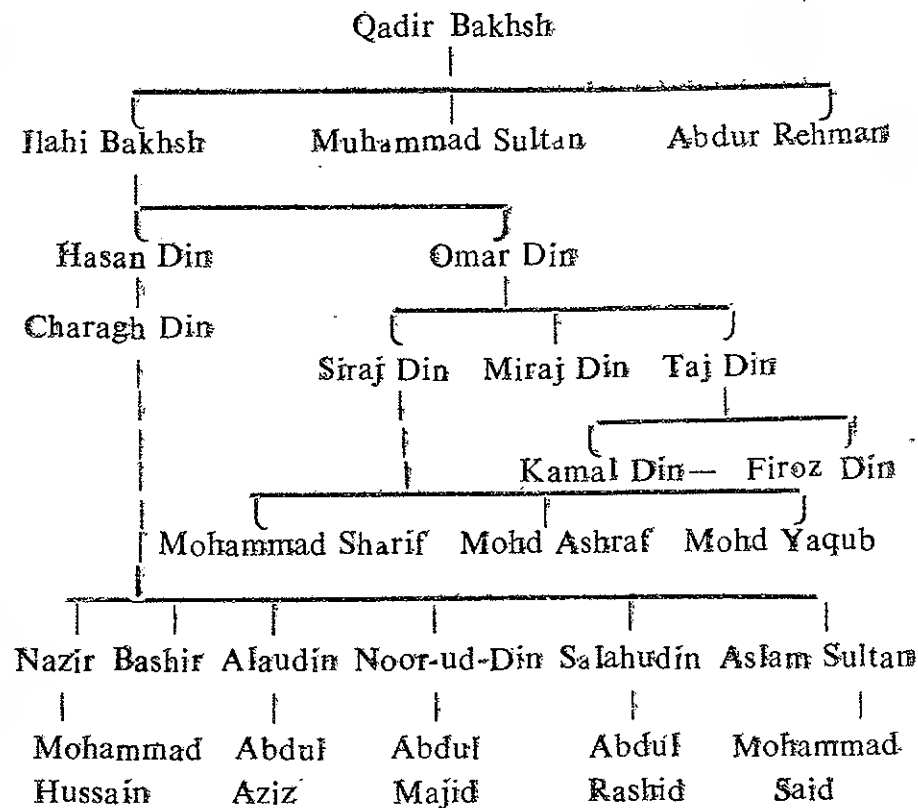 Qadir Bakhsh
Ilahi Bakhsh Muhammad Sultan Abdur Rehman
Hasan Din Omar Din
Charagh Din
Siraj Din Miraj Din Taj Din
Kamal Din— Firoz Din
Mohammad Sharif Mohd Ashraf Mohd Yaqub
Nazir Bashir Alaudin Noor-ud-Din Salahudin Aslam Sultan
Mohammad Abdul Abdul Abdul Mohammad
Hussain Aziz Majid Rashid Said